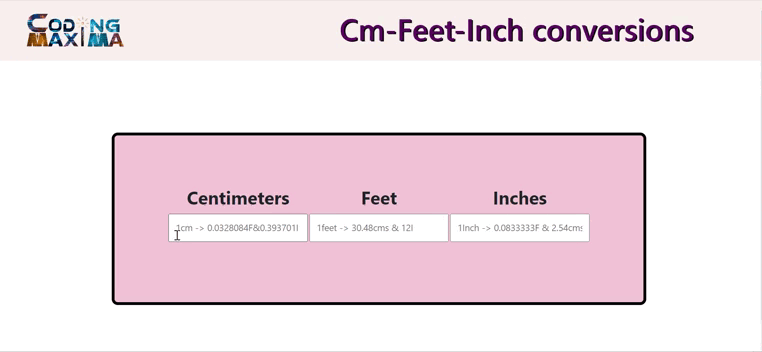 CODING
MAXIMA
Cm-Feet-Inch conversions
Centimeters Feet Inches
1cm -> 0.0328084F&0.393701I 1feet -> 30.48cms & 12I 1Inch -> 0.0833333F & 2.54cms